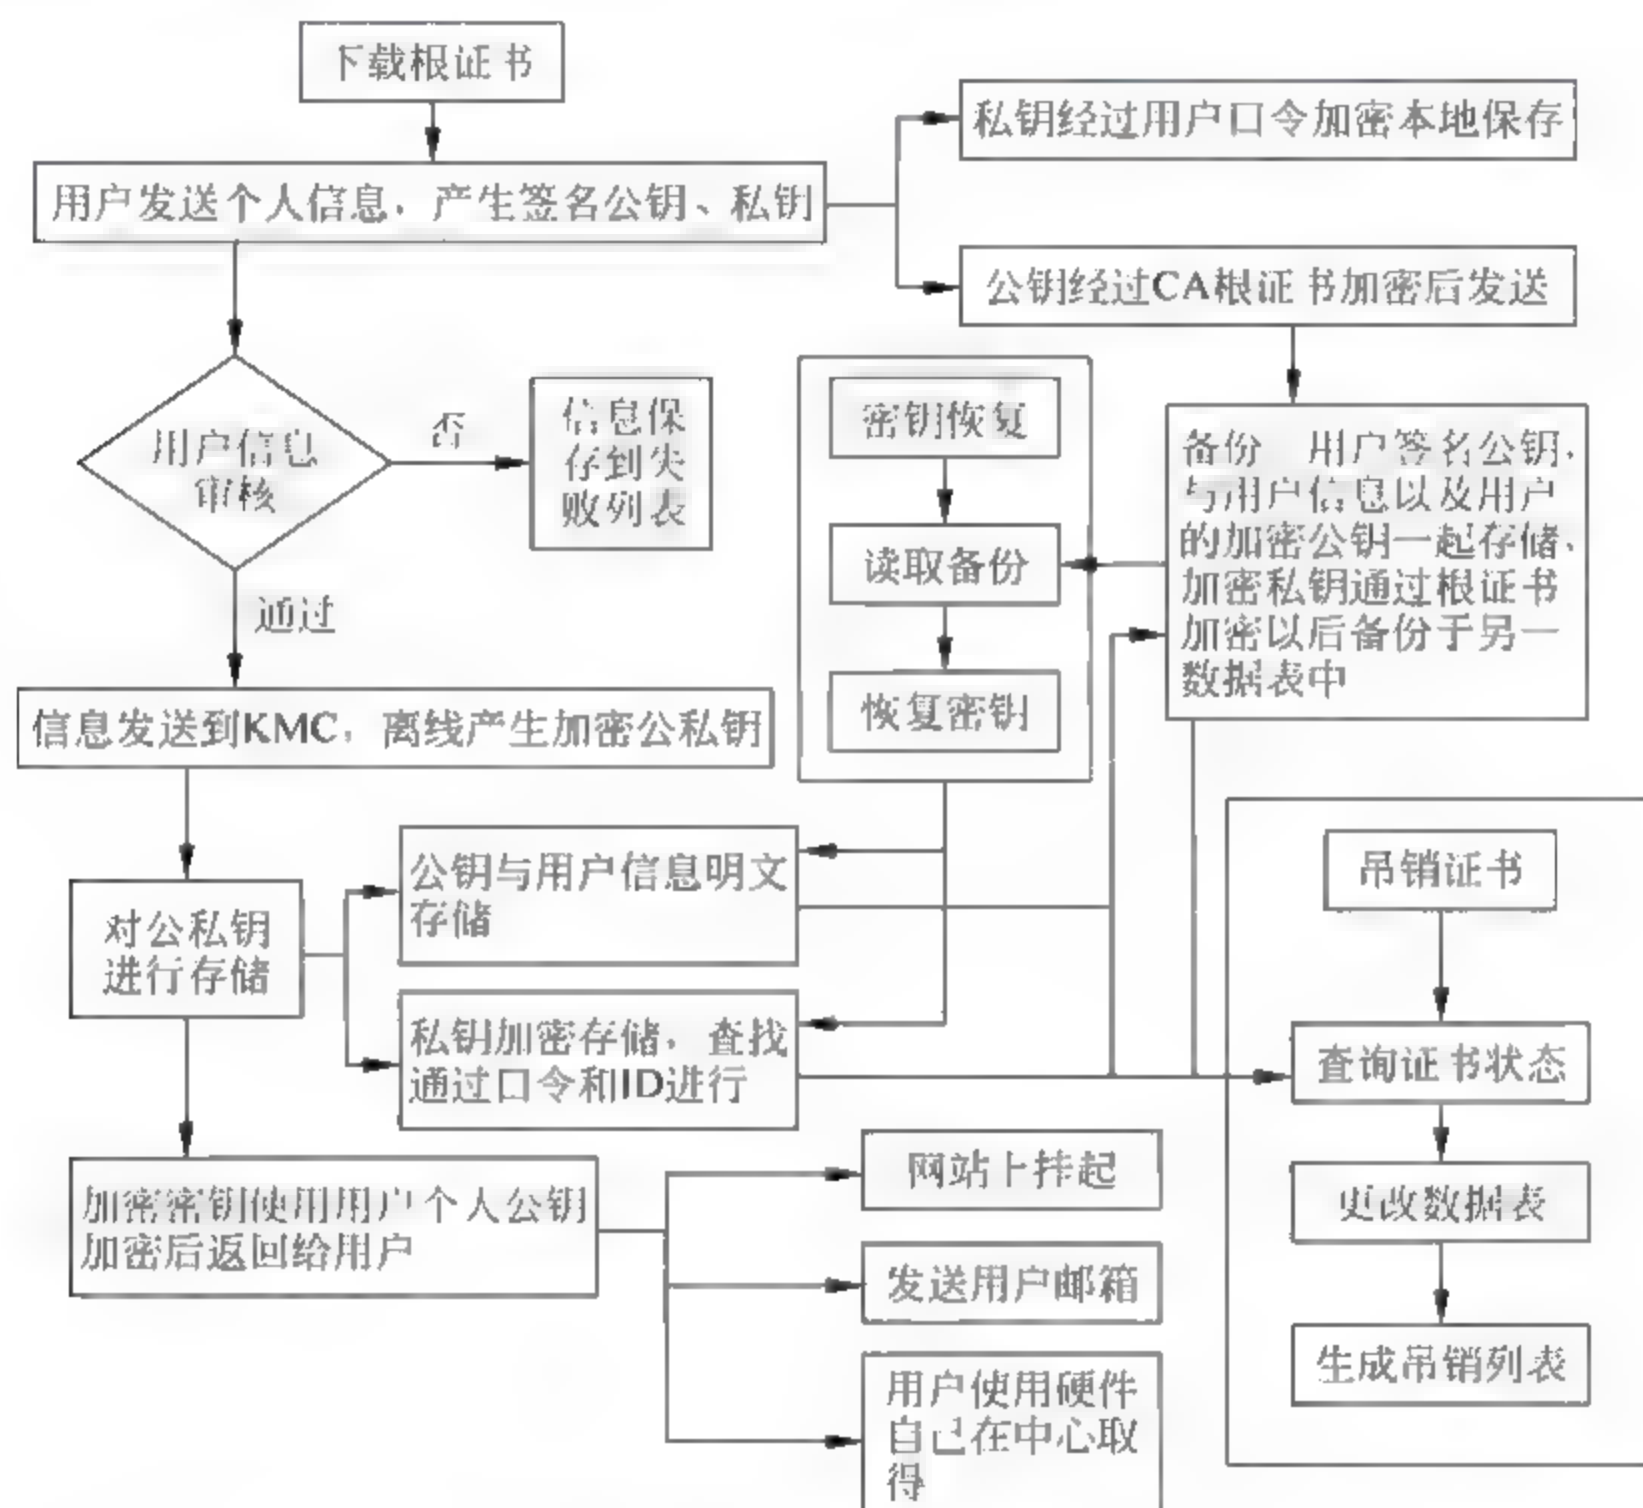 下载根证书
私钥经过用户口令加密本地保存
用户发送个人信息，产生签名公钥、私钥
公钥经过CA根证书加密后发送
用户信息
审核
否
信息保
存到失
败列表
通过
密钥恢复
读取备份
恢复密钥
备份 用户签名公钥，
与用户信息以及用户
的加密公钥一起存储、
加密私钥通过根证书
加密以后备份于另一
数据表中
信息发送到KMC，离线产生加密公私钥
对公私钥
进行存储
公钥与用户信息明文
存储
私钥加密存储，查找
通过口令和ID进行
吊销证书
查询证书状态
更改数据表
生成吊销列表
加密密钥使用用户个人公钥
加密后返回给用户
网站上挂起
发送用户邮箱
用户使用硬件
自己在中心取
得